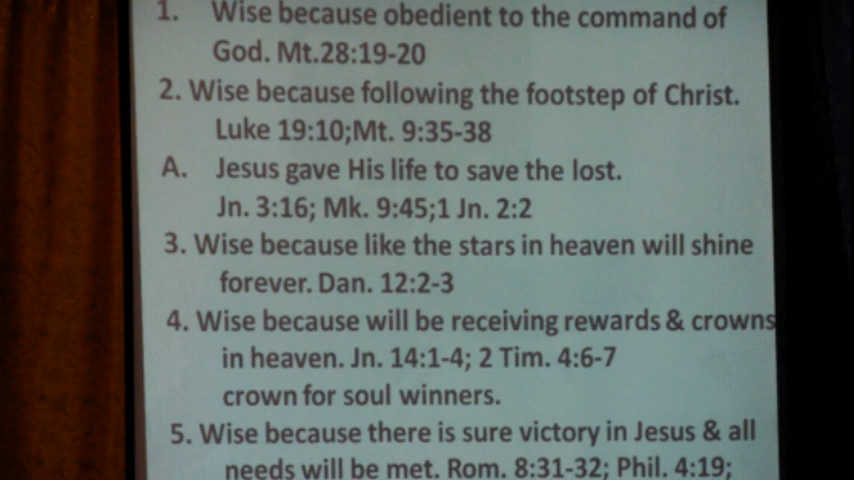 1. Wise because obedient to the command of
God. Mt.28:19-20
2. Wise because following the footstep of Christ.
Luke 19:10;Mt. 9:35-38
A. Jesus gave His life to save the lost.
Jn. 3:16; Mk. 9:45;1 Jn. 2:2
3. Wise because like the stars in heaven will shine
forever. Dan. 12:2-3
4. Wise because will be receiving rewards & crowns
in heaven. Jn. 14:1-4; 2 Tim. 4:6-7
crown for soul winners.
5. Wise because there is sure victory in Jesus & all
needs will be met. Rom. 8:31-32; Phil. 4:19;